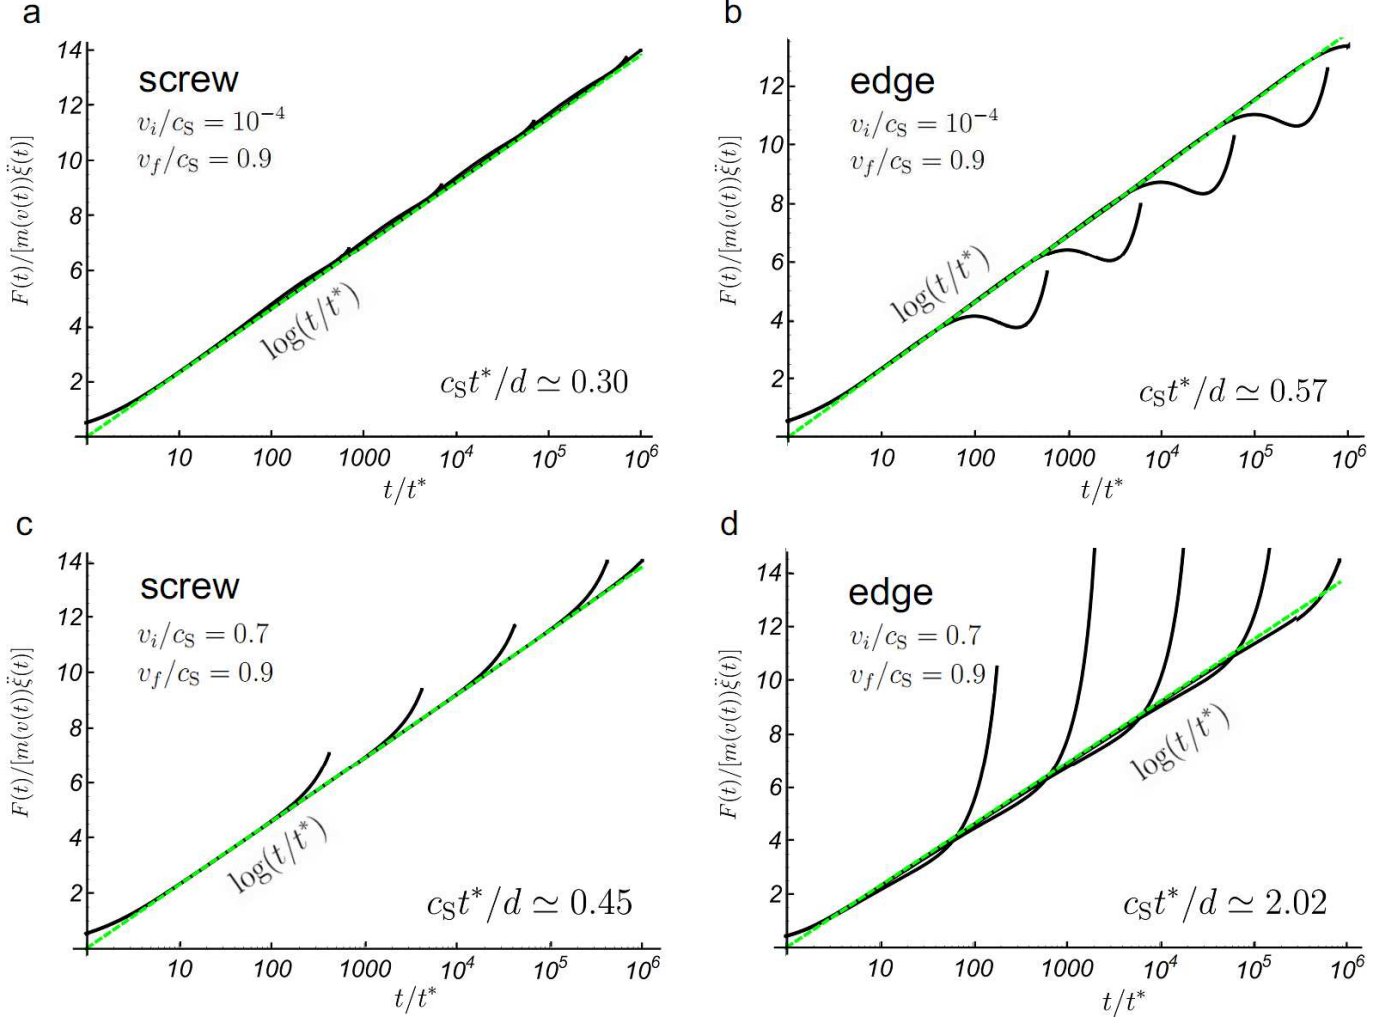 a
14
12
10
8
6
4
2
screw
v_i/c_S = 10^{-4}
v_f/c_S = 0.9
F(t)/[m(v(t))ξ̈(t)]
log(t/t*)
c_S t*/d ≃ 0.30
10 100 1000 10^4 10^5 10^6
t/t*
b
12
10
8
6
4
2
edge
v_i/c_S = 10^{-4}
v_f/c_S = 0.9
F(t)/[m(v(t))ξ̈(t)]
log(t/t*)
c_S t*/d ≃ 0.57
10 100 1000 10^4 10^5 10^6
t/t*
c
14
12
10
8
6
4
2
screw
v_i/c_S = 0.7
v_f/c_S = 0.9
F(t)/[m(v(t))ξ̈(t)]
log(t/t*)
c_S t*/d ≃ 0.45
10 100 1000 10^4 10^5 10^6
t/t*
d
14
12
10
8
6
4
2
edge
v_i/c_S = 0.7
v_f/c_S = 0.9
F(t)/[m(v(t))ξ̈(t)]
log(t/t*)
c_S t*/d ≃ 2.02
10 100 1000 10^4 10^5 10^6
t/t*